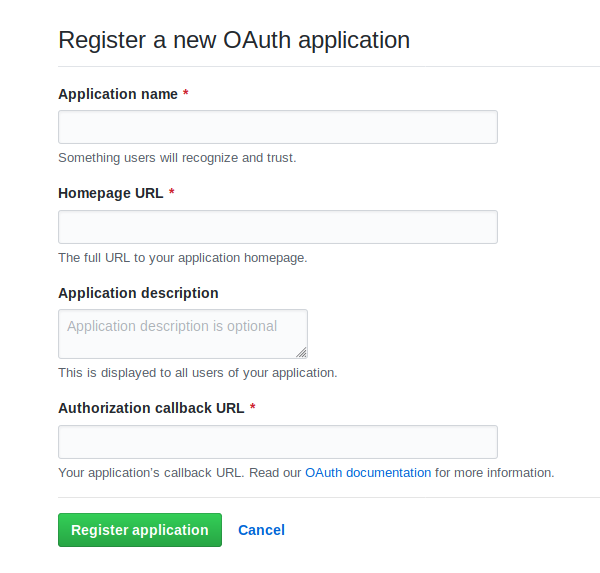 Register a new OAuth application
Application name *
Something users will recognize and trust.
Homepage URL *
The full URL to your application homepage.
Application description
Application description is optional
This is displayed to all users of your application.
Authorization callback URL *
Your application's callback URL. Read our OAuth documentation for more information.
Register application Cancel